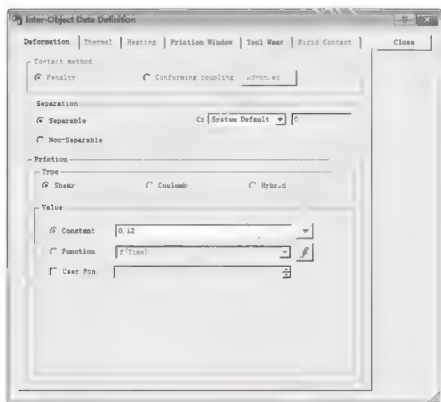 Inter-Object Data Definition
Deformation Thermal Heating Friction Window Tool Wear Rigid Contact
Close
Contact method
Penalty Conforming coupling
Separation
Separable Cr System Default 0
Non-Separable
Friction
Type
Shear Coulomb Hybrid
Value
Constant 0.12
Function f(Time) f
User Rtn.